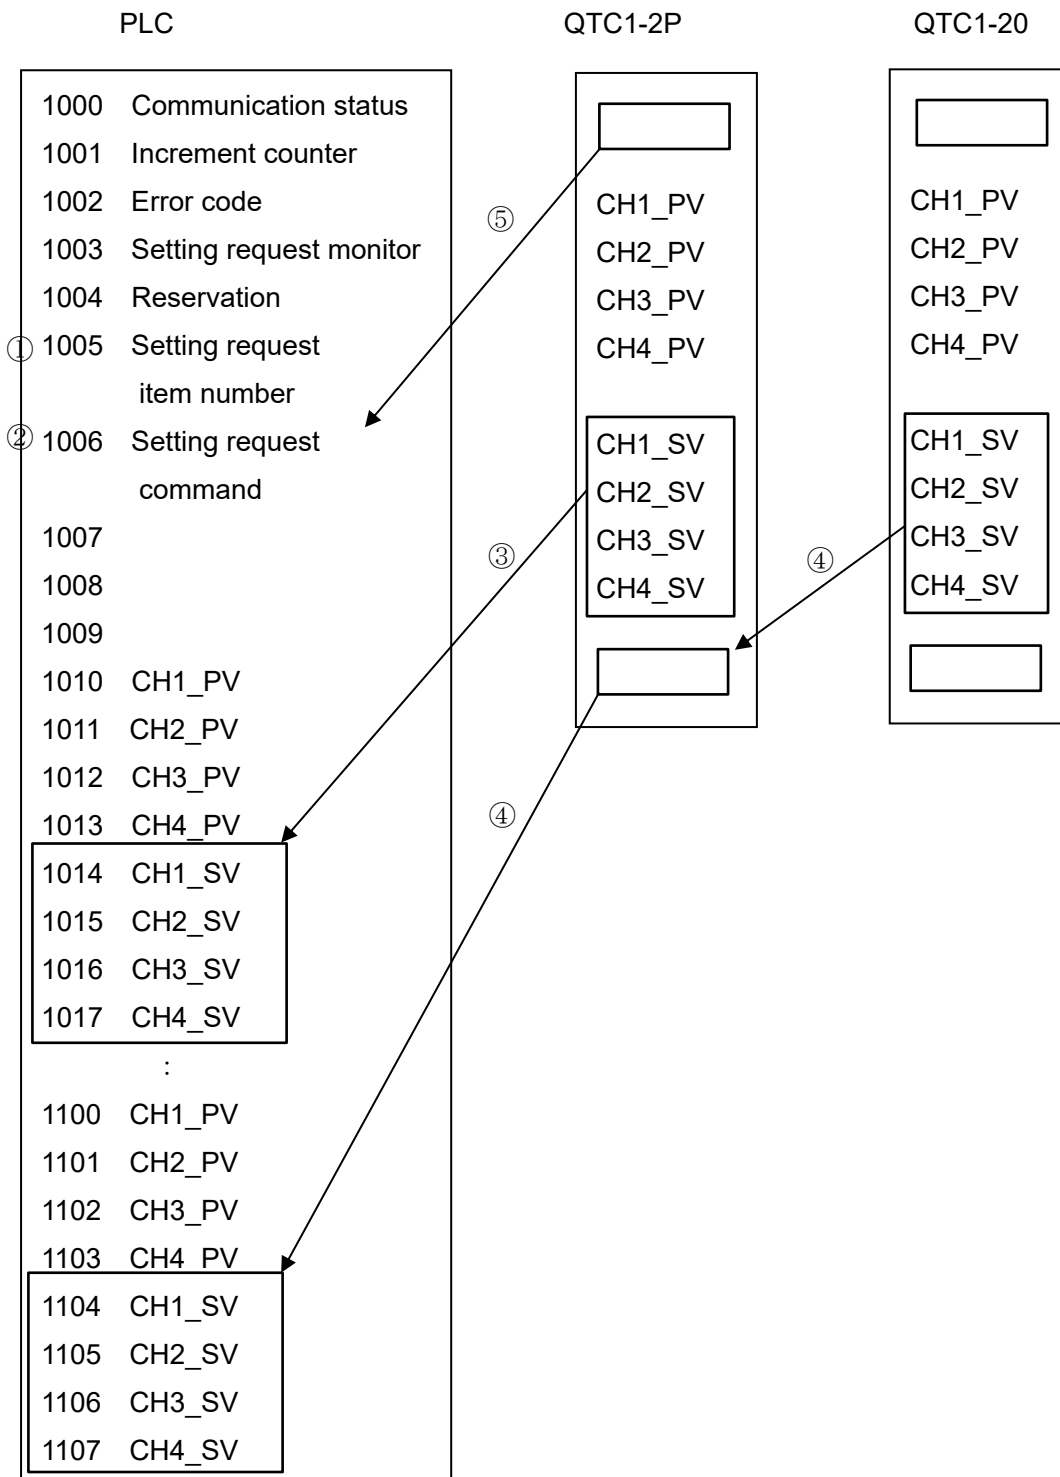 PLC QTC1-2P QTC1-20
1000 Communication status
1001 Increment counter
1002 Error code
1003 Setting request monitor
1004 Reservation
① 1005 Setting request
item number
② 1006 Setting request
command
1007
1008
1009
1010 CH1_PV
1011 CH2_PV
1012 CH3_PV
1013 CH4_PV
1014 CH1_SV
1015 CH2_SV
1016 CH3_SV
1017 CH4_SV
:
1100 CH1_PV
1101 CH2_PV
1102 CH3_PV
1103 CH4_PV
1104 CH1_SV
1105 CH2_SV
1106 CH3_SV
1107 CH4_SV
⑤
③
④
CH1_PV
CH2_PV
CH3_PV
CH4_PV
CH1_SV
CH2_SV
CH3_SV
CH4_SV
④
CH1_PV
CH2_PV
CH3_PV
CH4_PV
CH1_SV
CH2_SV
CH3_SV
CH4_SV